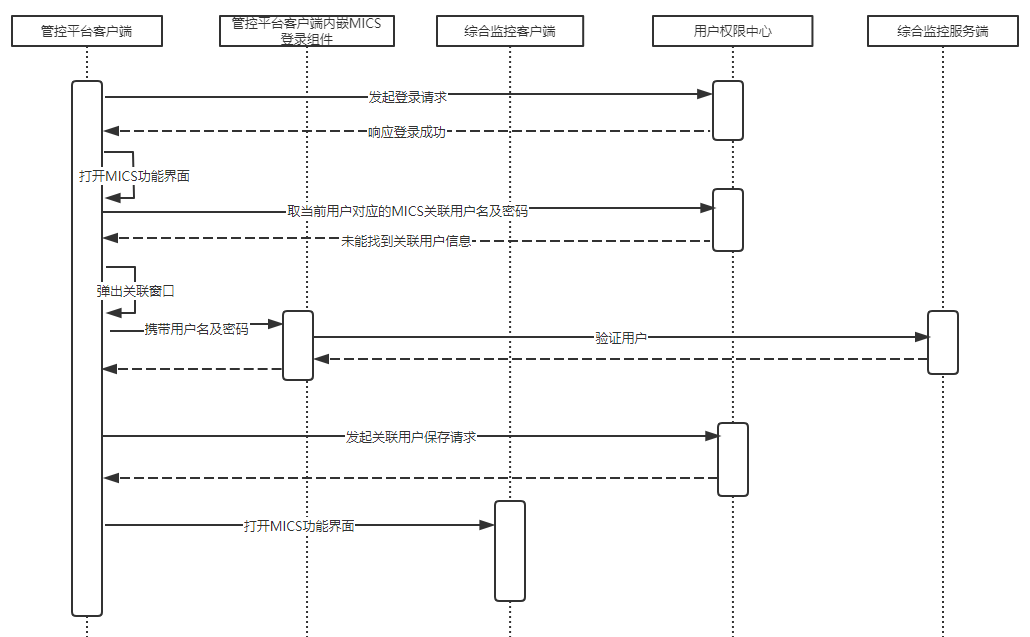 管控平台客户端
管控平台客户端内嵌MICS
登录组件
综合监控客户端
用户权限中心
综合监控服务端
发起登录请求
响应登录成功
打开MICS功能界面
取当前用户对应的MICS关联用户名及密码
未能找到关联用户信息
弹出关联窗口
携带用户名及密码
验证用户
发起关联用户保存请求
打开MICS功能界面